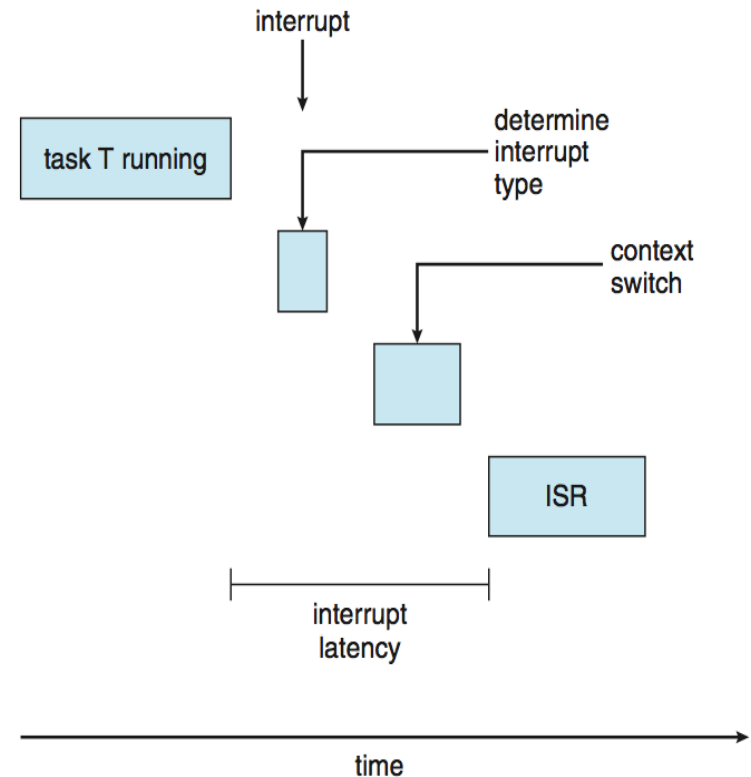 interrupt
task T running
determine
interrupt
type
context
switch
ISR
interrupt
latency
time